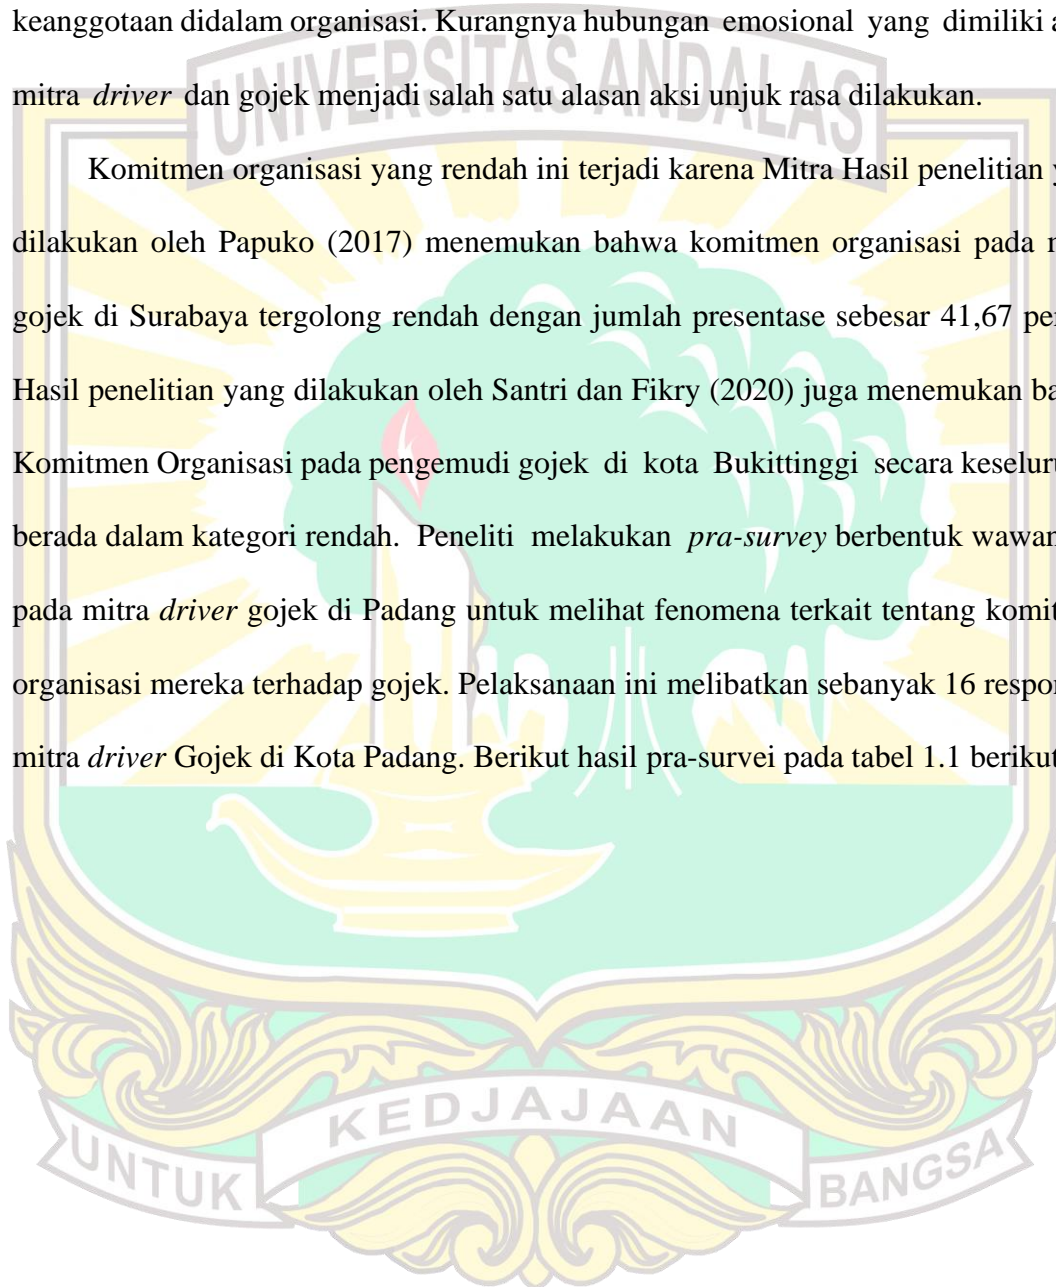 keanggotaan didalam organisasi. Kurangnya hubungan emosional yang dimiliki a
mitra driver dan gojek menjadi salah satu alasan aksi unjuk rasa dilakukan.
Komitmen organisasi yang rendah ini terjadi karena Mitra Hasil penelitian y
dilakukan oleh Papuko (2017) menemukan bahwa komitmen organisasi pada
gojek di Surabaya tergolong rendah dengan jumlah presentase sebesar 41,67 per
Hasil penelitian yang dilakukan oleh Santri dan Fikry (2020) juga menemukan ba
Komitmen Organisasi pada pengemudi gojek di kota Bukittinggi secara keselur
berada dalam kategori rendah. Peneliti melakukan pra-survey berbentuk wawan
pada mitra driver gojek di Padang untuk melihat fenomena terkait tentang komit
organisasi mereka terhadap gojek. Pelaksanaan ini melibatkan sebanyak 16 respon
mitra driver Gojek di Kota Padang. Berikut hasil pra-survei pada tabel 1.1 berikut
UNIVERSITAS ANDALAS
UNTUK KEDJAJAAN BANGSA